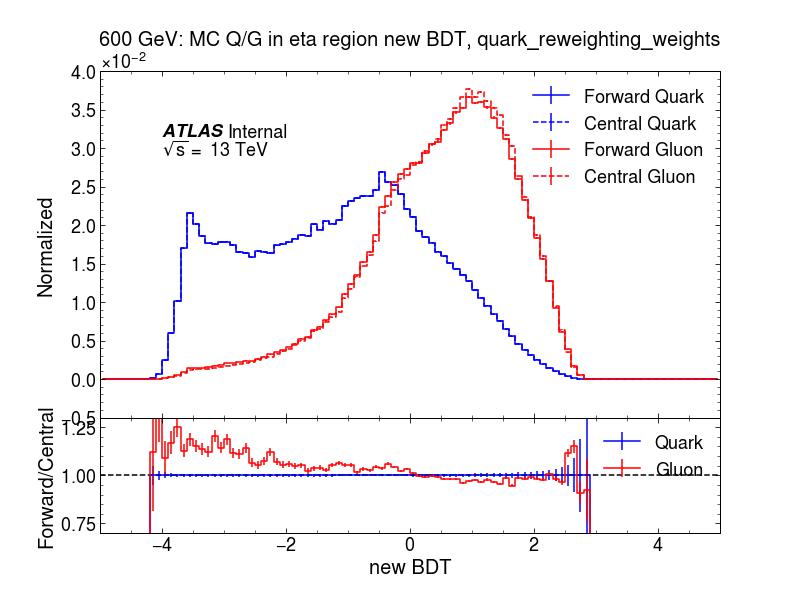 600 GeV: MC Q/G in eta region new BDT, quark_reweighting_weights
×10⁻²
4.0
3.5
3.0
2.5
2.0
1.5
1.0
0.5
0.0
−0.5
Normalized
ATLAS Internal
√s = 13 TeV
Forward Quark
Central Quark
Forward Gluon
Central Gluon
1.25
1.00
0.75
Forward/Central
Quark
Gluon
−4 −2 0 2 4
new BDT